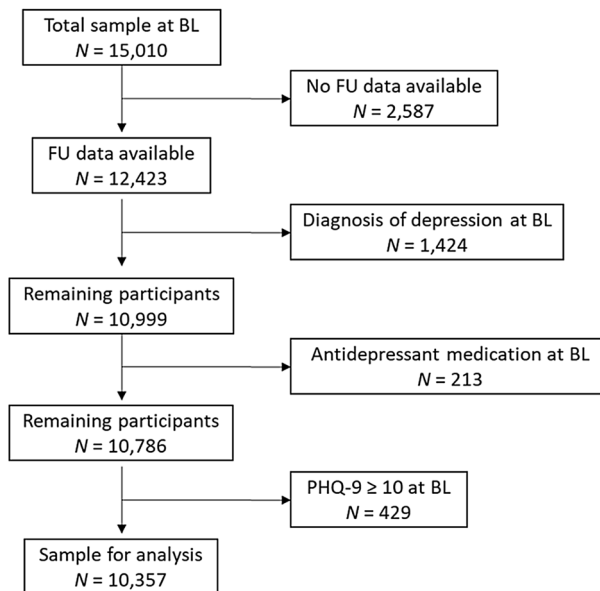 Total sample at BL
N = 15,010
No FU data available
N = 2,587
FU data available
N = 12,423
Diagnosis of depression at BL
N = 1,424
Remaining participants
N = 10,999
Antidepressant medication at BL
N = 213
Remaining participants
N = 10,786
PHQ-9 ≥ 10 at BL
N = 429
Sample for analysis
N = 10,357